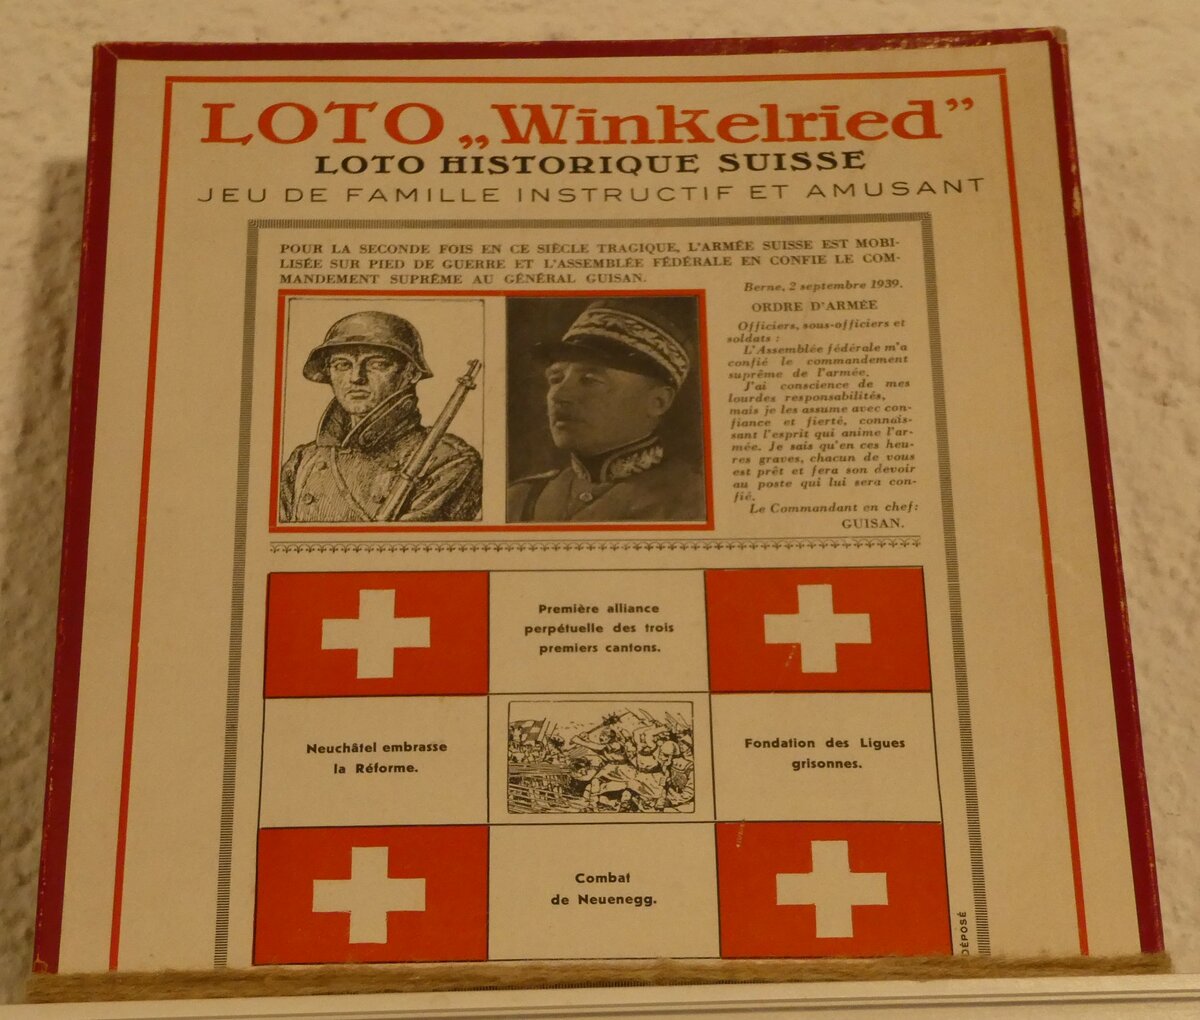 LOTO „Winkelried”
LOTO HISTORIQUE SUISSE
JEU DE FAMILLE INSTRUCTIF ET AMUSANT
POUR LA SECONDE FOIS EN CE SIÈCLE TRAGIQUE, L'ARMÉE SUISSE EST MOBI-
LISÉE SUR PIED DE GUERRE ET L'ASSEMBLÉE FÉDÉRALE EN CONFIE LE COM-
MANDEMENT SUPRÊME AU GÉNÉRAL GUISAN.
Berne, 2 septembre 1939.
ORDRE D'ARMÉE
Officiers, sous-officiers et
soldats :
L'Assemblée fédérale m'a
confié le commandement
suprême de l'armée.
J'ai conscience de mes
lourdes responsabilités,
mais je les assume avec con-
fiance et fierté, connais-
sant l'esprit qui anime l'ar-
mée. Je sais qu'en ces heu-
res graves, chacun de vous
est prêt et fera son devoir
au poste qui lui sera con-
fié.
Le Commandant en chef:
GUISAN.
Première alliance
perpétuelle des trois
premiers cantons.
Neuchâtel embrasse
la Réforme.
Fondation des Ligues
grisonnes.
Combat
de Neuenegg.
DÉPOSÉ